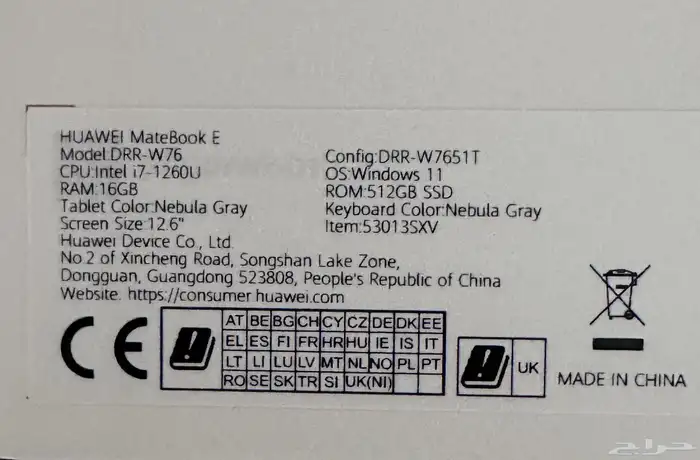 HUAWEI MateBook E
Model:DRR-W76
Config:DRR-W7651T
CPU:Intel i7-1260U
OS:Windows 11
RAM:16GB
ROM:512GB SSD
Tablet Color:Nebula Gray
Keyboard Color:Nebula Gray
Screen Size:12.6"
Item:53013SXV
Huawei Device Co., Ltd.
No.2 of Xincheng Road, Songshan Lake Zone,
Dongguan, Guangdong 523808, People's Republic of China
Website: https://consumer.huawei.com
CE
AT BE BG CH CY CZ DE DK EE
EL ES FI FR HR HU IE IS IT
LT LI LU LV MT NL NO PL PT
RO SE SK TR SI UK(NI)
UK
MADE IN CHINA
حراج